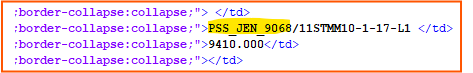 ;border-collapse:collapse;"> </td>
;border-collapse:collapse;">PSS_JEN_9068/11STMM10-1-17-L1 </td>
;border-collapse:collapse;">9410.000</td>
;border-collapse:collapse;"></td>